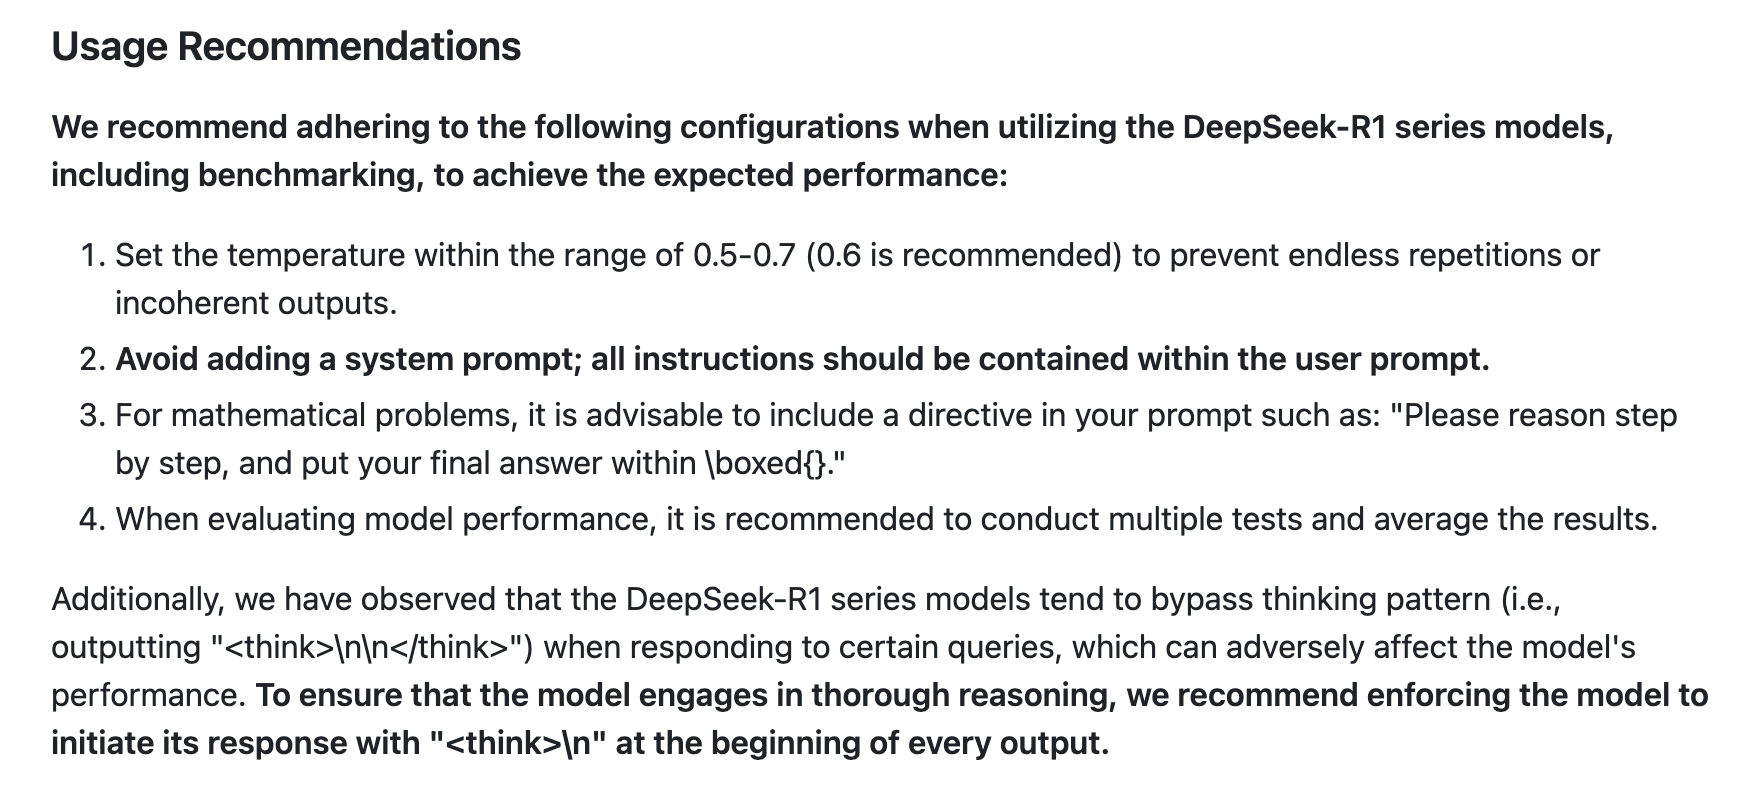 Usage Recommendations
We recommend adhering to the following configurations when utilizing the DeepSeek-R1 series models,
including benchmarking, to achieve the expected performance:
1. Set the temperature within the range of 0.5-0.7 (0.6 is recommended) to prevent endless repetitions or
incoherent outputs.
2. Avoid adding a system prompt; all instructions should be contained within the user prompt.
3. For mathematical problems, it is advisable to include a directive in your prompt such as: "Please reason step
by step, and put your final answer within \boxed{}."
4. When evaluating model performance, it is recommended to conduct multiple tests and average the results.
Additionally, we have observed that the DeepSeek-R1 series models tend to bypass thinking pattern (i.e.,
outputting "<think>\n\n</think>") when responding to certain queries, which can adversely affect the model's
performance. To ensure that the model engages in thorough reasoning, we recommend enforcing the model to
initiate its response with "<think>\n" at the beginning of every output.